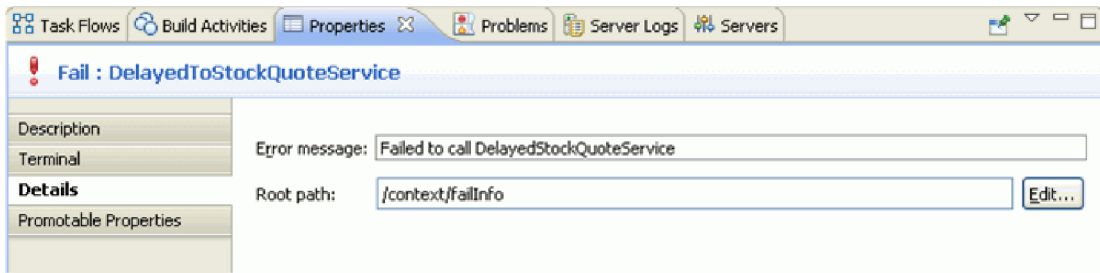 Task Flows Build Activities Properties Problems Server Logs Servers
Fail : DelayedToStockQuoteService
Description
Error message: Failed to call DelayedStockQuoteService
Terminal
Details
Root path: /context/failInfo Edit...
Promotable Properties